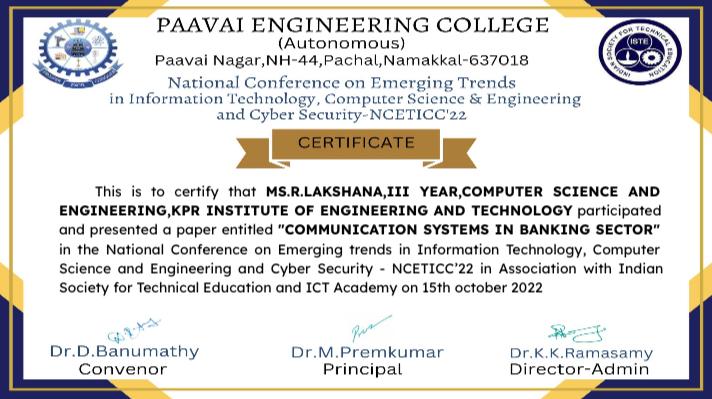 PAAVAI ENGINEERING COLLEGE
(Autonomous)
Paavai Nagar,NH-44,Pachal,Namakkal-637018
National Conference on Emerging Trends
in Information Technology, Computer Science & Engineering
and Cyber Security-NCETICC'22
INDIAN SOCIETY FOR TECHNICAL EDUCATION
ISTE
CERTIFICATE
This is to certify that MS.R.LAKSHANA,III YEAR,COMPUTER SCIENCE AND
ENGINEERING,KPR INSTITUTE OF ENGINEERING AND TECHNOLOGY participated
and presented a paper entitled "COMMUNICATION SYSTEMS IN BANKING SECTOR"
in the National Conference on Emerging trends in Information Technology, Computer
Science and Engineering and Cyber Security - NCETICC'22 in Association with Indian
Society for Technical Education and ICT Academy on 15th october 2022
Dr.D.Banumathy
Convenor
Dr.M.Premkumar
Principal
Dr.K.K.Ramasamy
Director-Admin